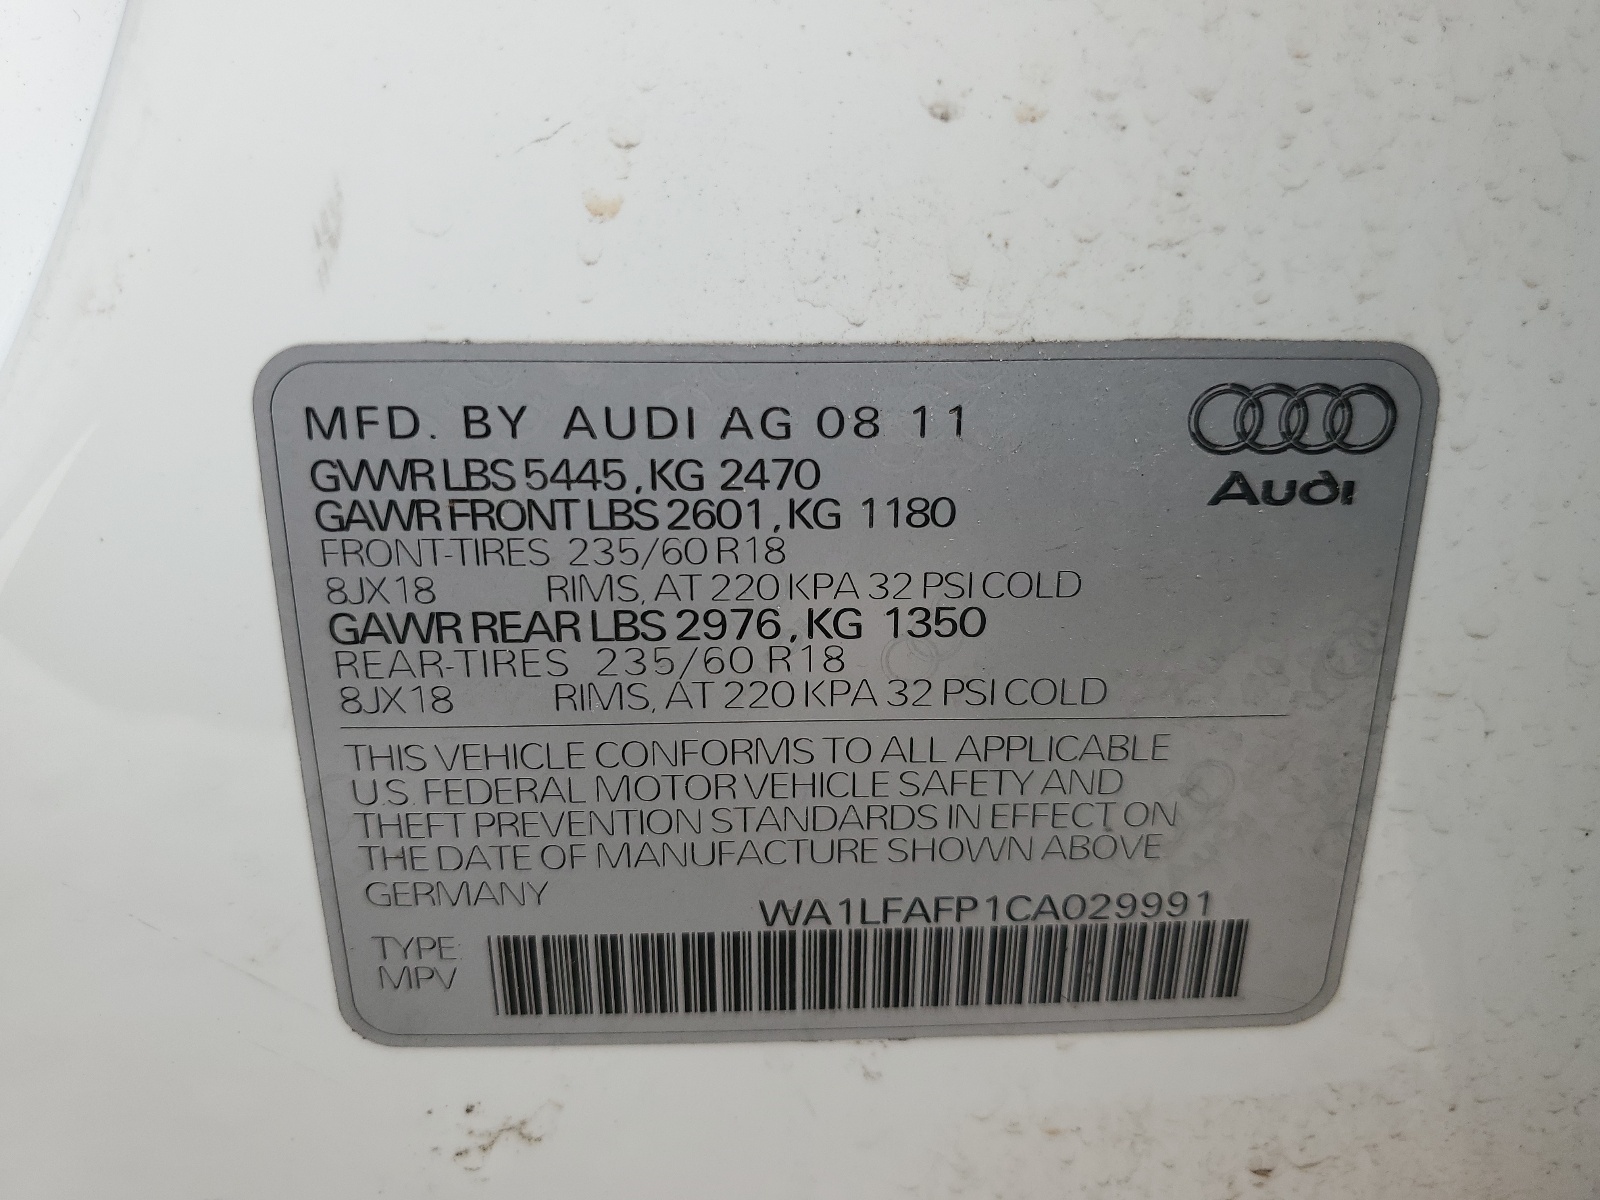 MFD. BY AUDI AG 08 11
Audi
GVWR LBS 5445, KG 2470
GAWR FRONT LBS 2601, KG 1180
FRONT-TIRES 235/60 R18
8JX18 RIMS, AT 220 KPA 32 PSI COLD
GAWR REAR LBS 2976, KG 1350
REAR-TIRES 235/60 R18
8JX18 RIMS, AT 220 KPA 32 PSI COLD
THIS VEHICLE CONFORMS TO ALL APPLICABLE
U.S. FEDERAL MOTOR VEHICLE SAFETY AND
THEFT PREVENTION STANDARDS IN EFFECT ON
THE DATE OF MANUFACTURE SHOWN ABOVE
GERMANY
WA1LFAFP1CA029991
TYPE:
MPV